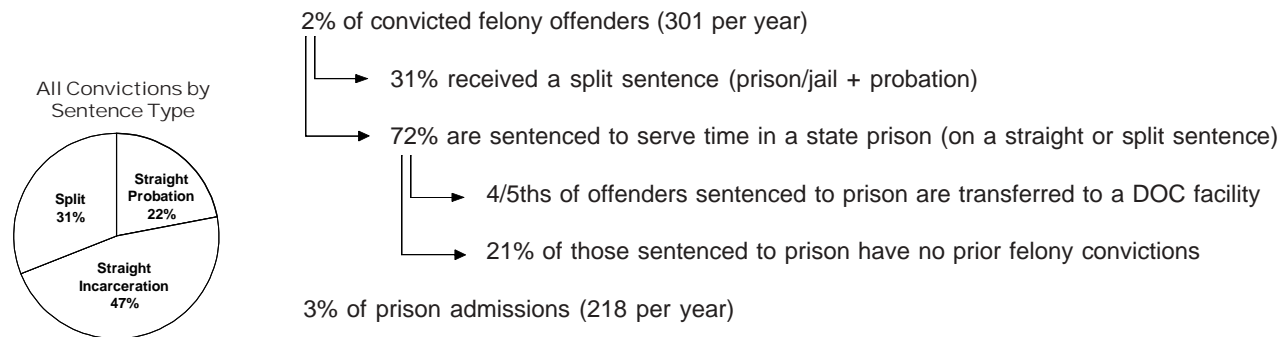 2% of convicted felony offenders (301 per year)
31% received a split sentence (prison/jail + probation)
72% are sentenced to serve time in a state prison (on a straight or split sentence)
4/5ths of offenders sentenced to prison are transferred to a DOC facility
21% of those sentenced to prison have no prior felony convictions
3% of prison admissions (218 per year)
All Convictions by
Sentence Type
Split
31%
Straight
Probation
22%
Straight
Incarceration
47%